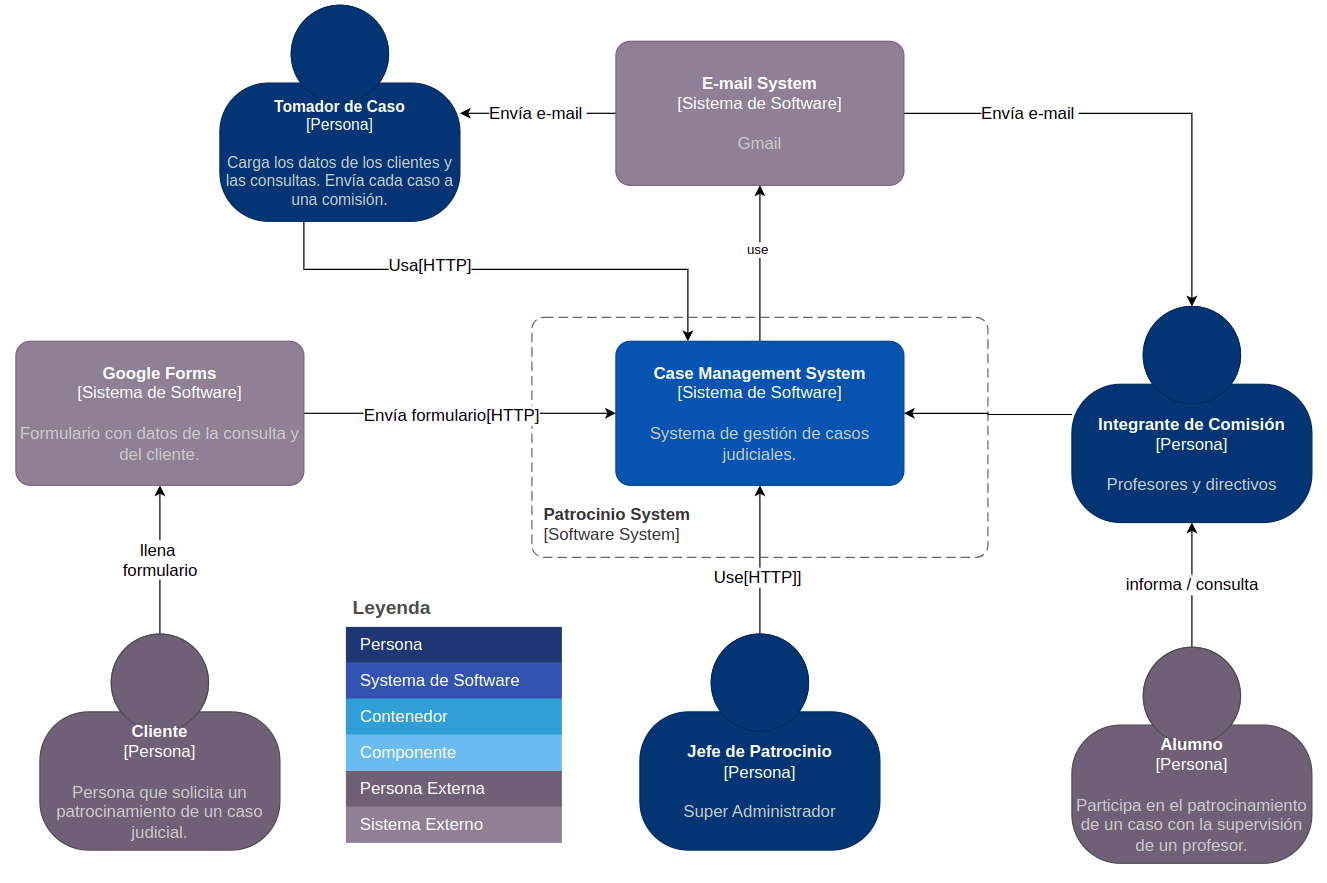 Tomador de Caso
[Persona]
Carga los datos de los clientes y
las consultas. Envía cada caso a
una comisión.
Envía e-mail
E-mail System
[Sistema de Software]
Gmail
Envía e-mail
Usa[HTTP]
use
Google Forms
[Sistema de Software]
Formulario con datos de la consulta y
del cliente.
Envía formulario[HTTP]
Case Management System
[Sistema de Software]
Systema de gestión de casos
judiciales.
Patrocinio System
[Software System]
Integrante de Comisión
[Persona]
Profesores y directivos
llena
formulario
Use[HTTP]]
informa / consulta
Cliente
[Persona]
Persona que solicita un
patrocinamiento de un caso
judicial.
Leyenda
Persona
Systema de Software
Contenedor
Componente
Persona Externa
Sistema Externo
Jefe de Patrocinio
[Persona]
Super Administrador
Alumno
[Persona]
Participa en el patrocinamiento
de un caso con la supervisión
de un profesor.